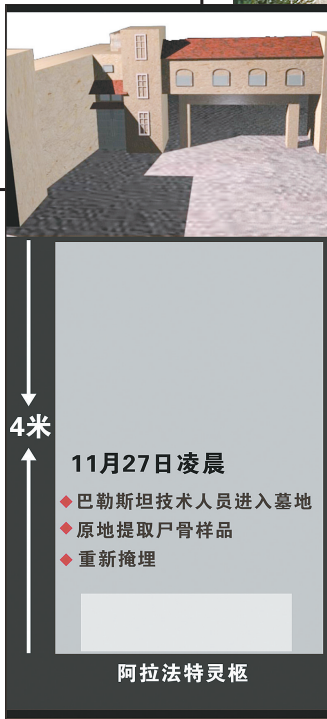 4米
11月27日凌晨
◆巴勒斯坦技术人员进入墓地
◆原地提取尸骨样品
◆重新掩埋
阿拉法特灵柩